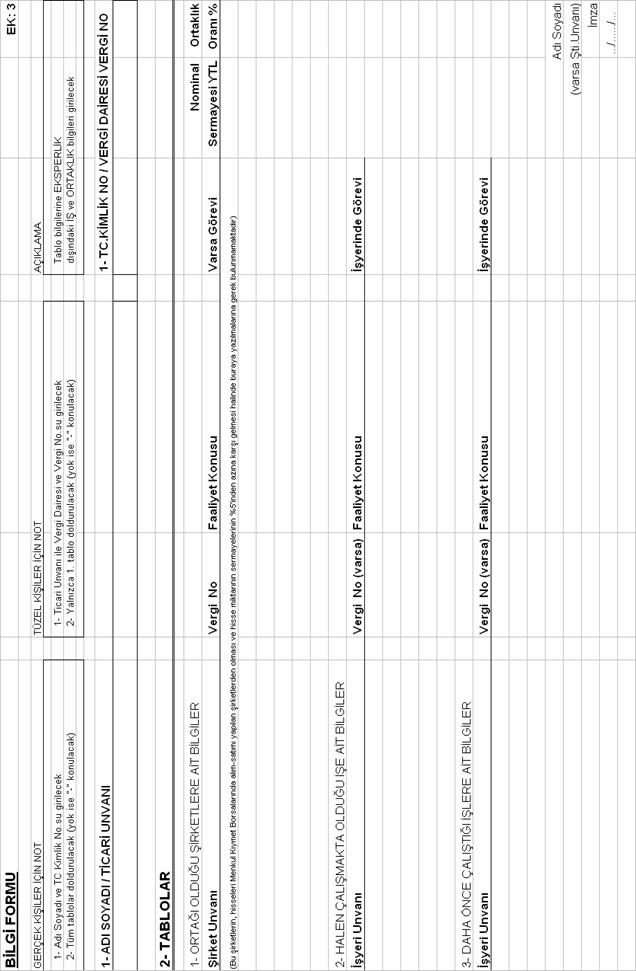 BİLGİ FORMU EK: 3
GERÇEK KİŞİLER İÇİN NOT TÜZEL KİŞİLER İÇİN NOT AÇIKLAMA
1- Adı Soyadı ve TC Kimlik No.su girilecek 1- Ticari Unvanı ile Vergi Dairesi ve Vergi No.su girilecek Tablo bilgilerine EKSPERLİK
2- Tüm tablolar doldurulacak (yok ise "-" konulacak) 2- Yalnızca 1. tablo doldurulacak (yok ise "-" konulacak) dışındaki İŞ ve ORTAKLIK bilgileri girilecek
1- ADI SOYADI / TİCARİ UNVANI 1- TC.KİMLİK NO / VERGİ DAİRESİ VERGİ NO
2- TABLOLAR
1- ORTAĞI OLDUĞU ŞİRKETLERE AİT BİLGİLER Nominal Ortaklık
Şirket Unvanı Vergi No Faaliyet Konusu Varsa Görevi Sermayesi YTL Oranı %
(Bu şirketlerin, hisseleri Menkul Kıymet Borsalarında alım-satımı yapılan şirketlerden olması ve hisse miktarının sermayelerinin %5'inden azına karşı gelmesi halinde buraya yazılmalarına gerek bulunmamaktadır)
2- HALEN ÇALIŞMAKTA OLDUĞU İŞE AİT BİLGİLER
İşyeri Unvanı Vergi No (varsa) Faaliyet Konusu İşyerinde Görevi
3- DAHA ÖNCE ÇALIŞTIĞI İŞLERE AİT BİLGİLER
İşyeri Unvanı Vergi No (varsa) Faaliyet Konusu İşyerinde Görevi
Adı Soyadı
(varsa Şti.Unvanı)
İmza
.../....../...